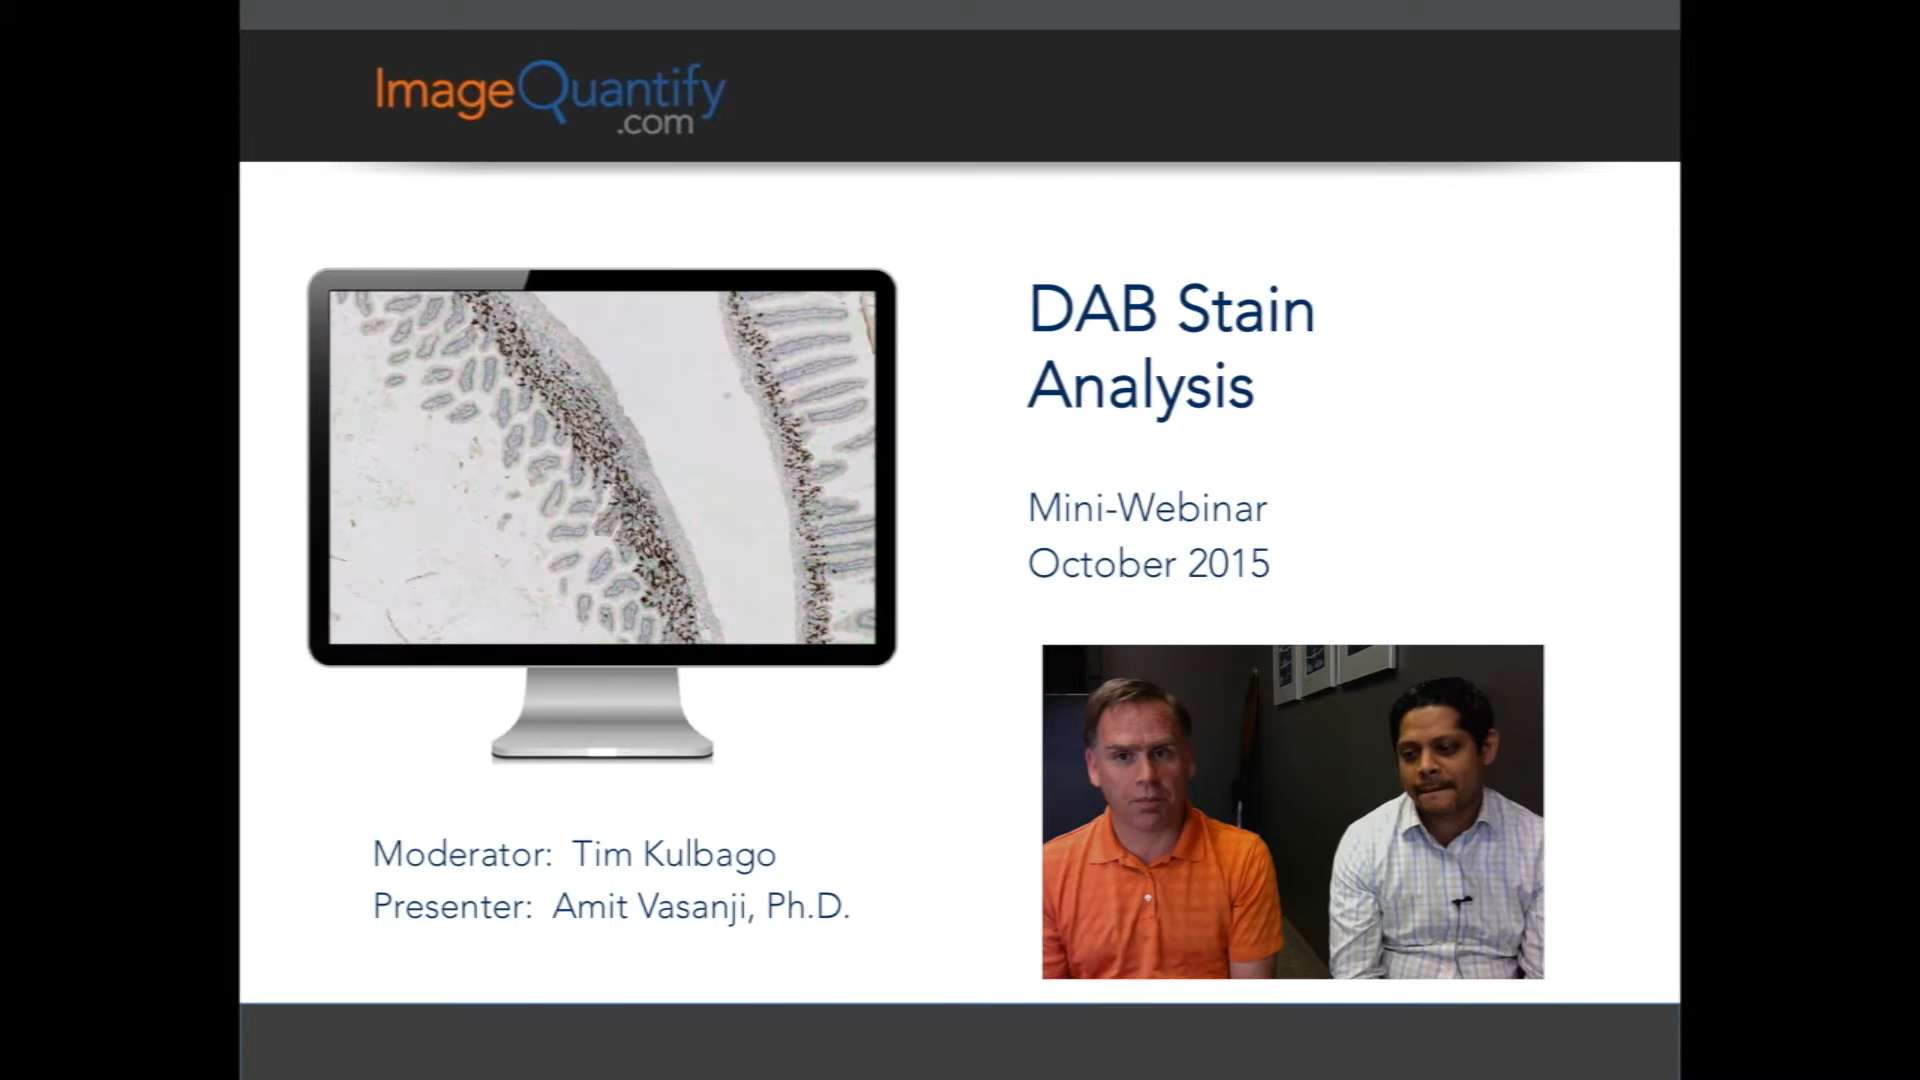 ImageQuantify
.com
DAB Stain
Analysis
Mini-Webinar
October 2015
Moderator: Tim Kulbago
Presenter: Amit Vasanji, Ph.D.